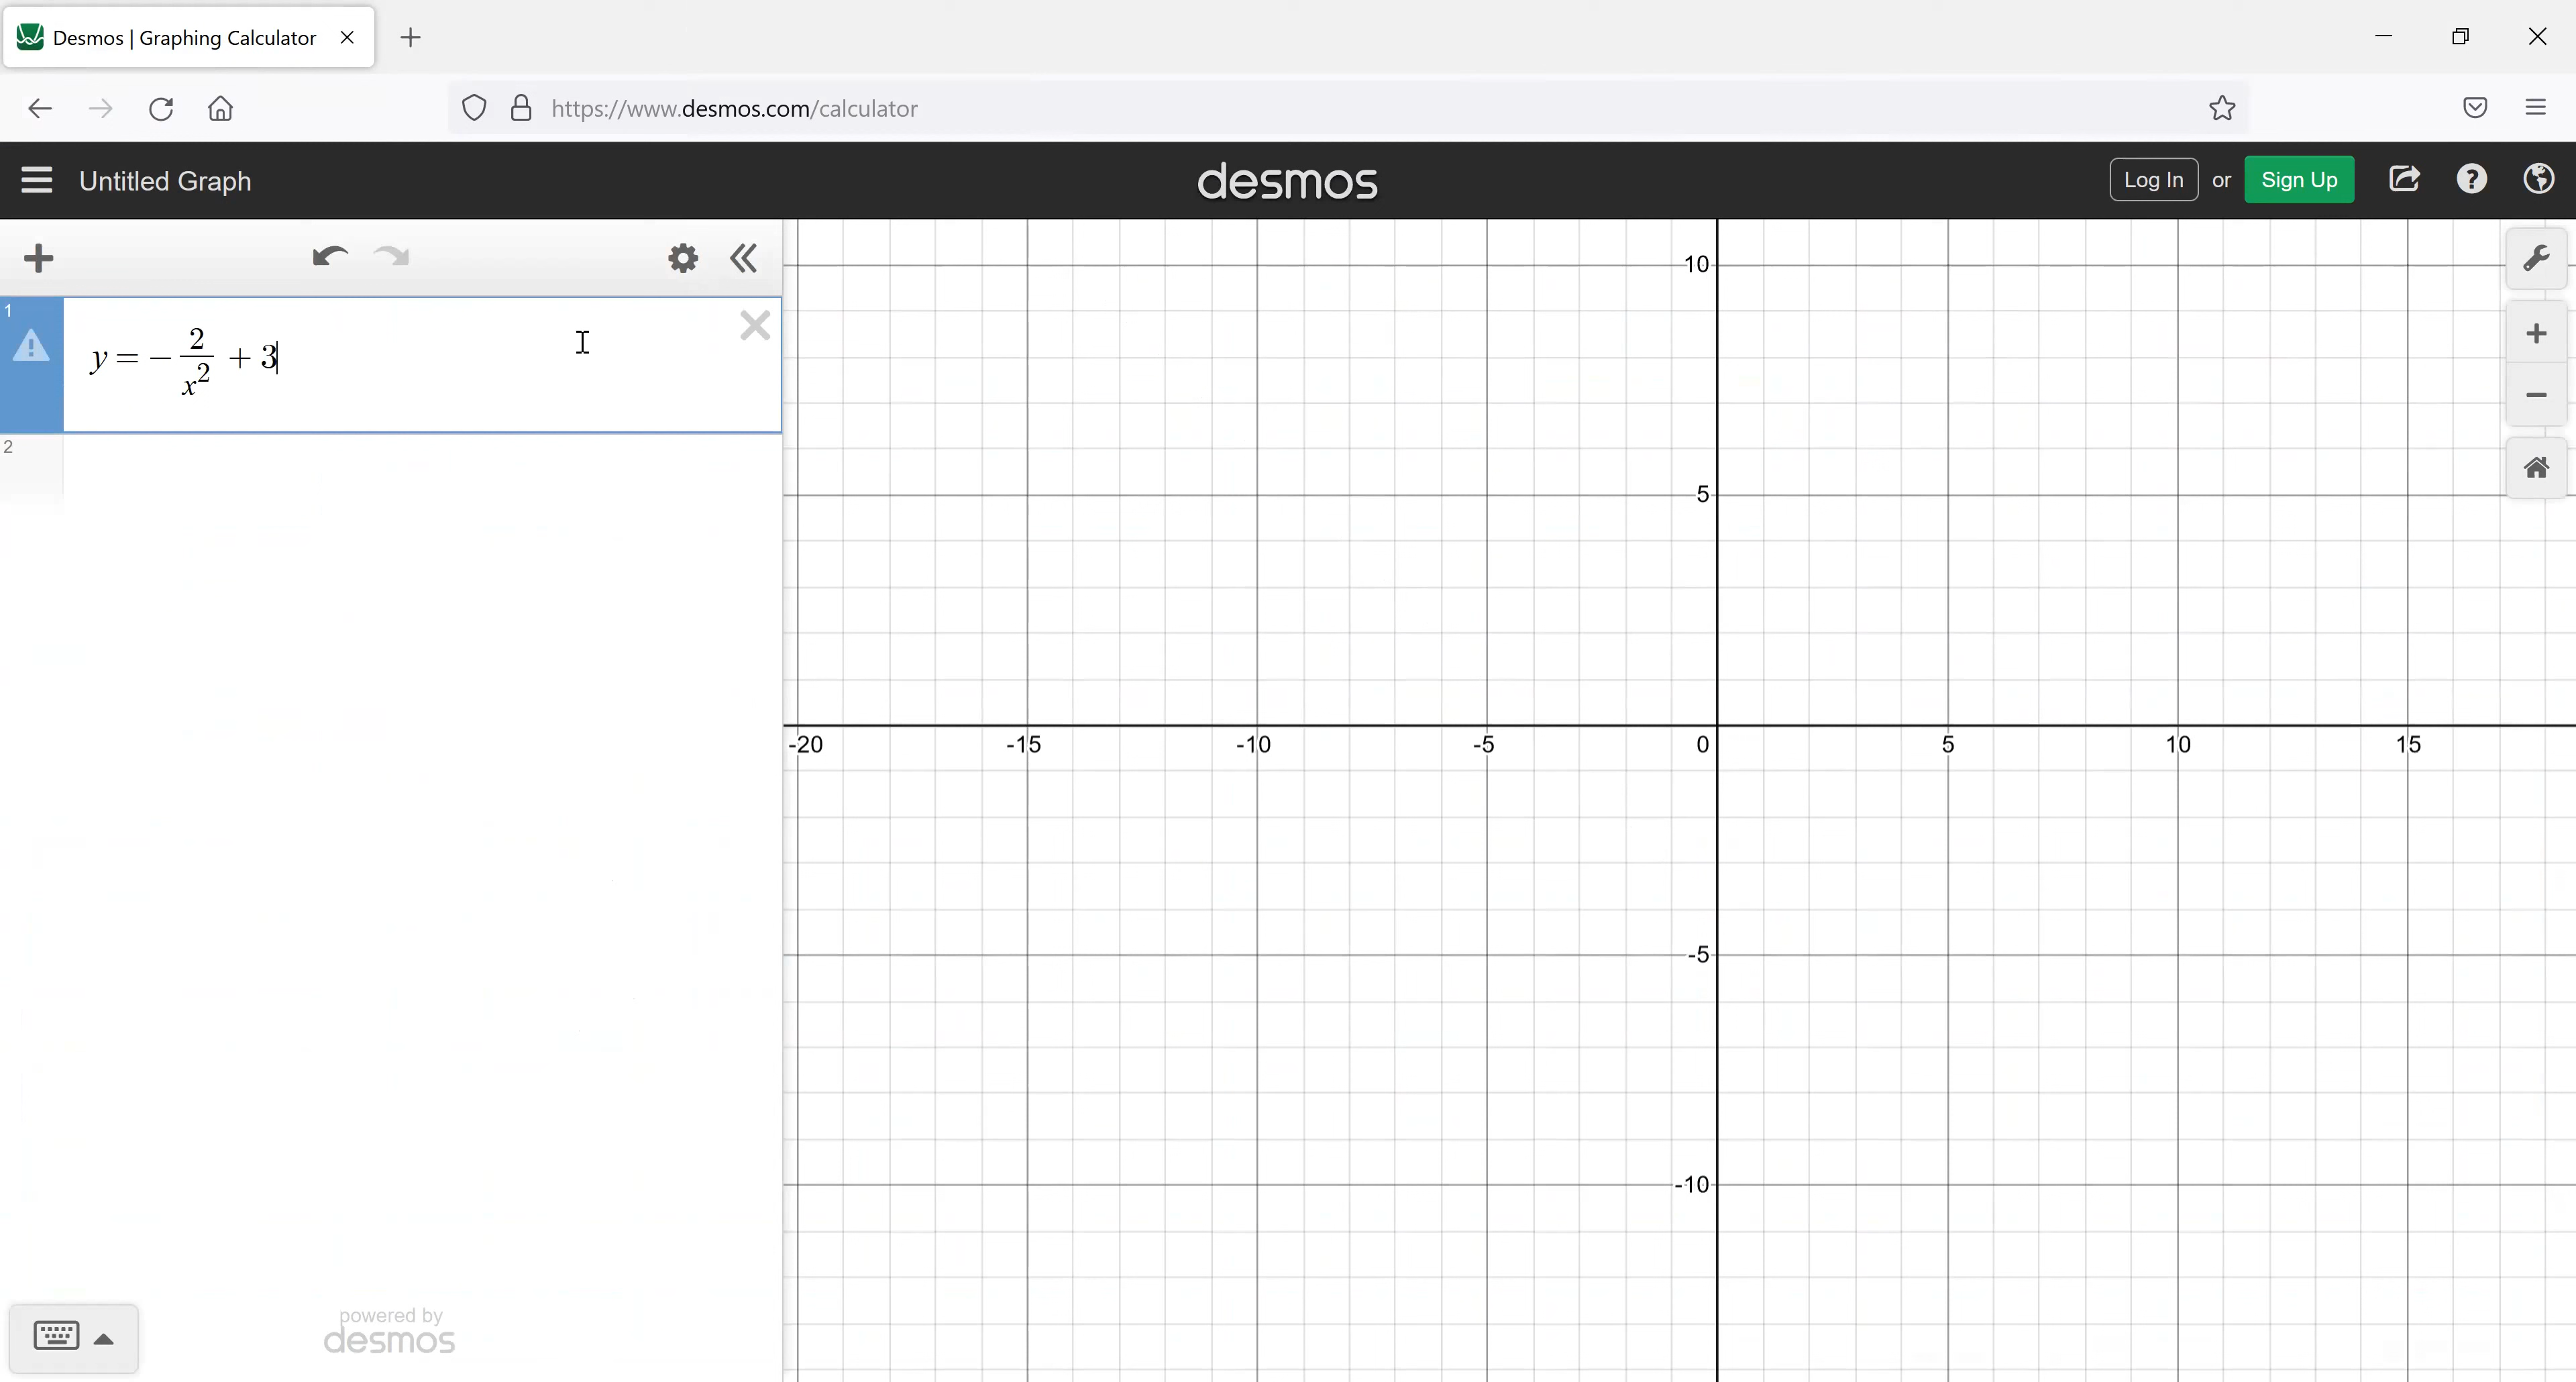 Desmos | Graphing Calculator
https://www.desmos.com/calculator
Untitled Graph
desmos
Log In or Sign Up
1
y = -2/x² + 3
2
10
5
-20 -15 -10 -5 0 5 10 15
-5
-10
powered by
desmos